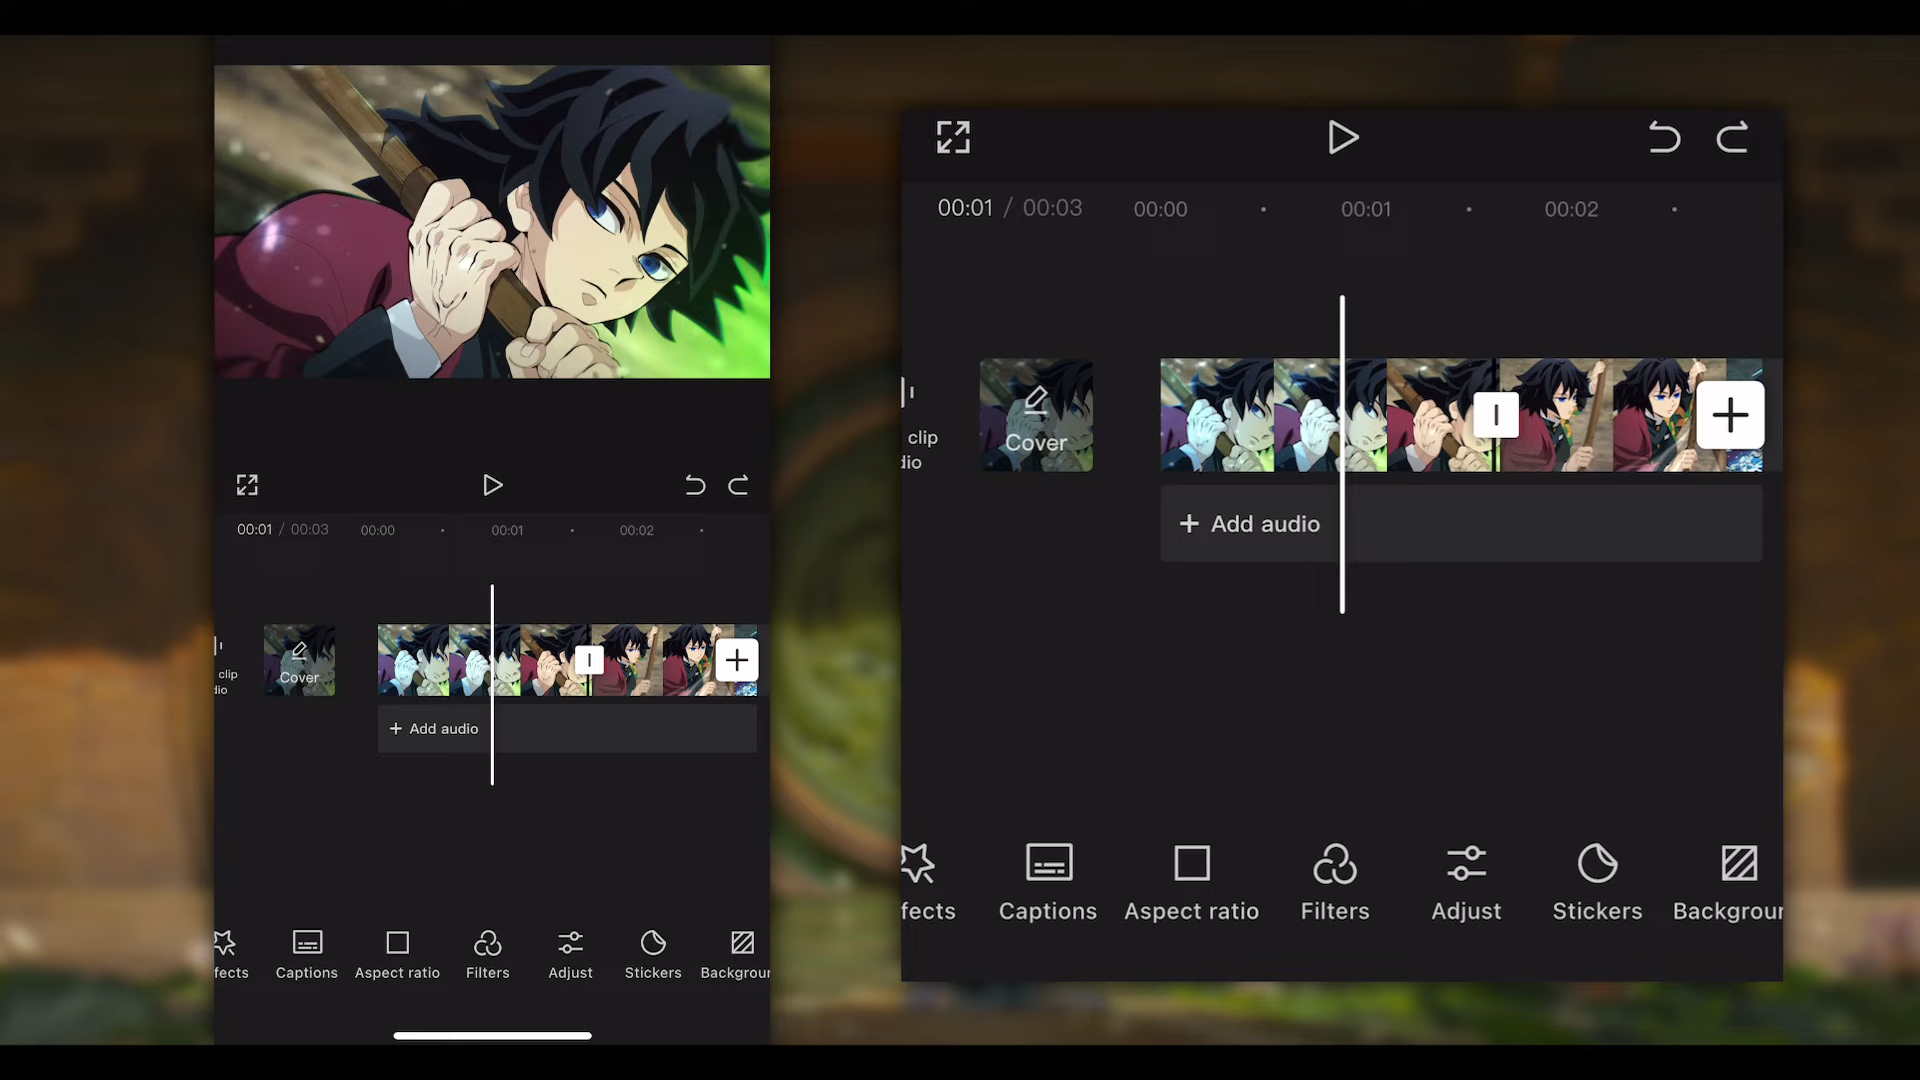 00:01 / 00:03 00:00 00:01 00:02
clip
dio
Cover
+ Add audio
fects Captions Aspect ratio Filters Adjust Stickers Backgrour
00:01 / 00:03 00:00 00:01 00:02
clip
dio
Cover
+ Add audio
fects Captions Aspect ratio Filters Adjust Stickers Backgrour